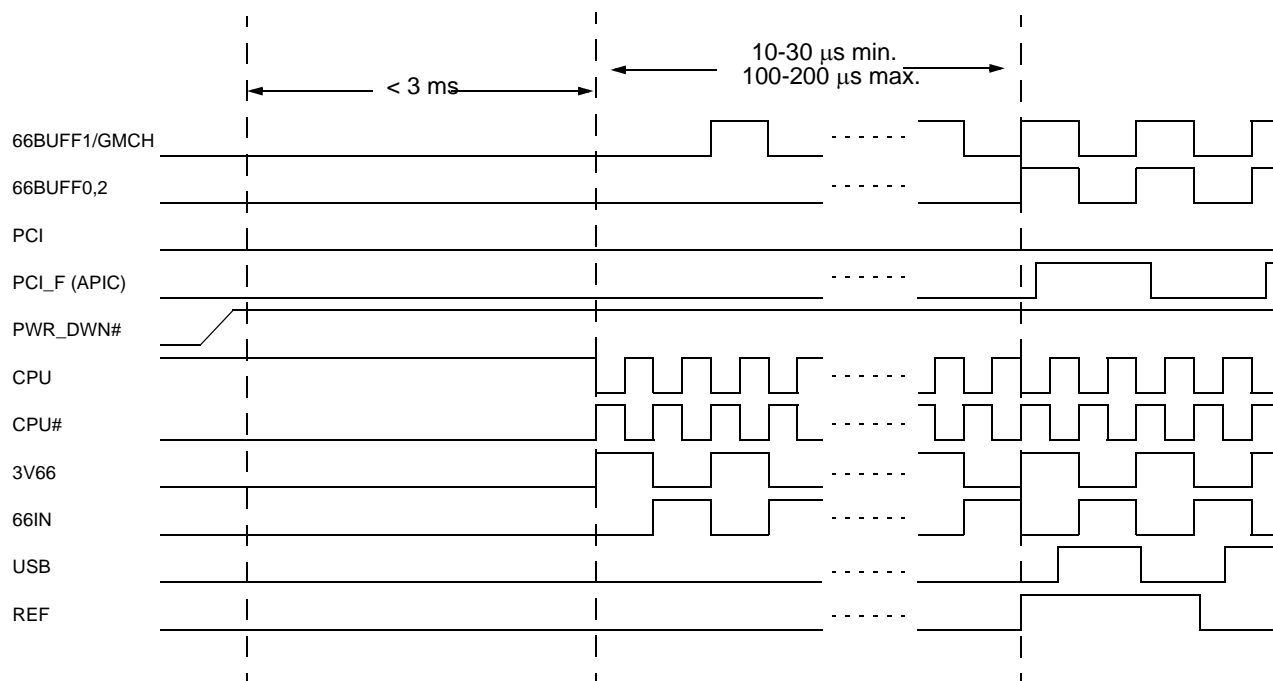 10-30 μs min.
100-200 μs max.
< 3 ms
66BUFF1/GMCH
66BUFF0,2
PCI
PCI_F (APIC)
PWR_DWN#
CPU
CPU#
3V66
66IN
USB
REF